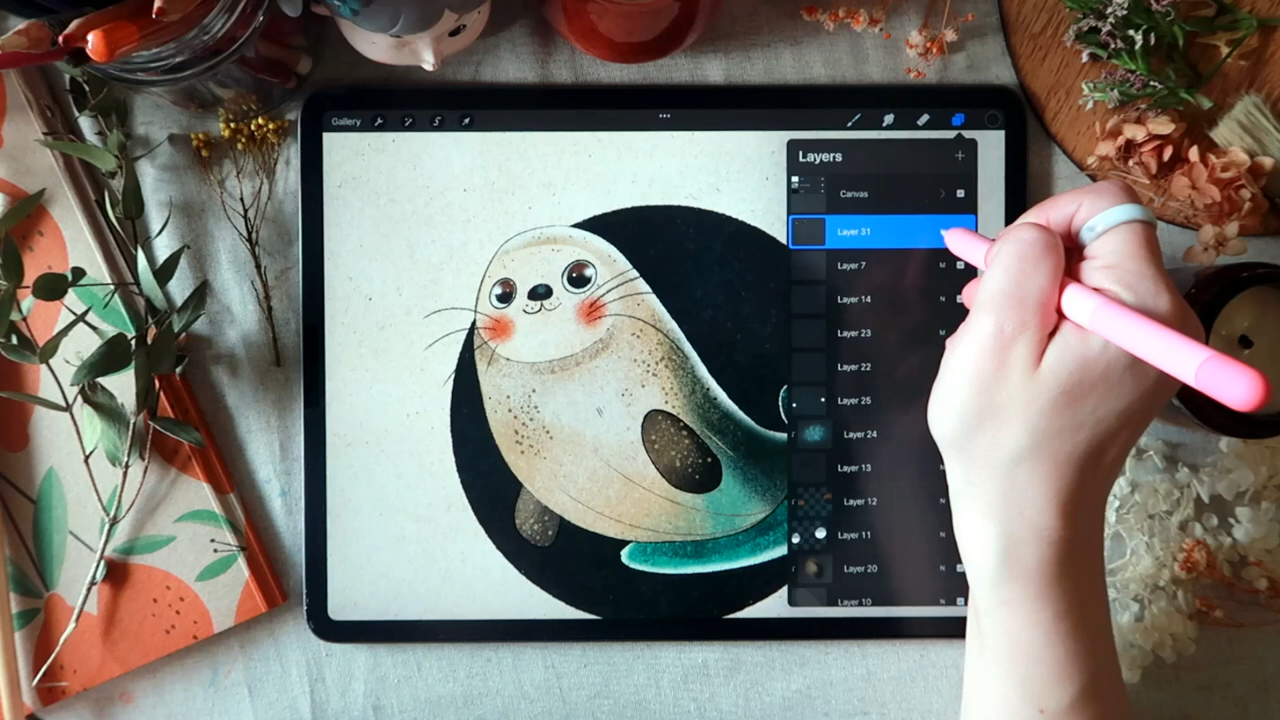 Gallery
Layers
Canvas
Layer 31
Layer 7 M
Layer 14 N
Layer 23 M
Layer 22
Layer 25
Layer 24
Layer 13
Layer 12
Layer 11 N
Layer 20 N
Layer 10 N